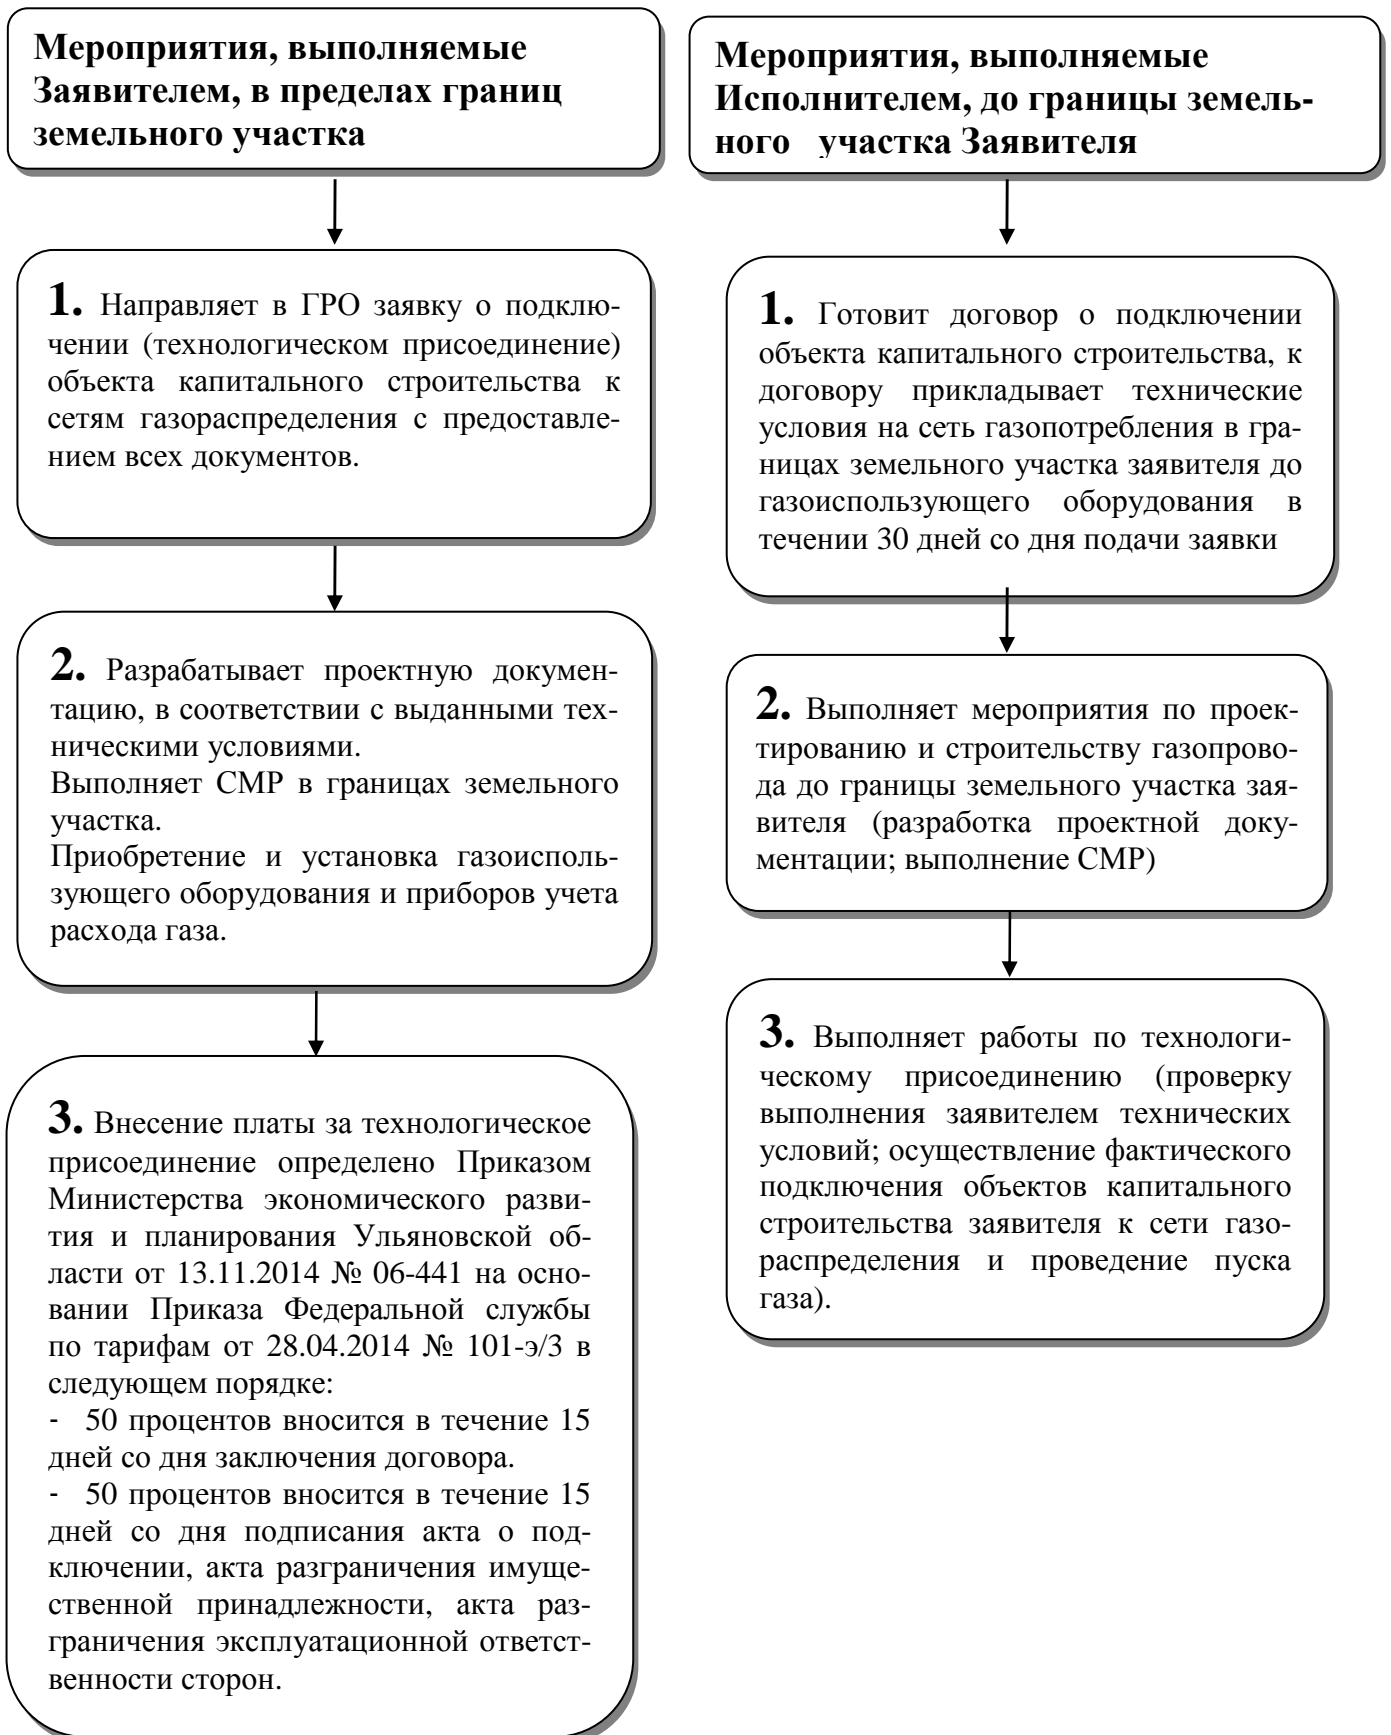 Мероприятия, выполняемые
Заявителем, в пределах границ
земельного участка
1. Направляет в ГРО заявку о подклю-
чении (технологическом присоединение)
объекта капитального строительства к
сетям газораспределения с предоставле-
нием всех документов.
2. Разрабатывает проектную докумен-
тацию, в соответствии с выданными тех-
ническими условиями.
Выполняет СМР в границах земельного
участка.
Приобретение и установка газоисполь-
зующего оборудования и приборов учета
расхода газа.
3. Внесение платы за технологическое
присоединение определено Приказом
Министерства экономического разви-
тия и планирования Ульяновской об-
ласти от 13.11.2014 № 06-441 на осно-
вании Приказа Федеральной службы
по тарифам от 28.04.2014 № 101-э/3 в
следующем порядке:
- 50 процентов вносится в течение 15
дней со дня заключения договора.
- 50 процентов вносится в течение 15
дней со дня подписания акта о под-
ключении, акта разграничения имуще-
ственной принадлежности, акта раз-
граничения эксплуатационной ответст-
венности сторон.
Мероприятия, выполняемые
Исполнителем, до границы земель-
ного участка Заявителя
1. Готовит договор о подключении
объекта капитального строительства, к
договору прикладывает технические
условия на сеть газопотребления в гра-
ницах земельного участка заявителя до
газоиспользующего оборудования в
течении 30 дней со дня подачи заявки
2. Выполняет мероприятия по проек-
тированию и строительству газопрово-
да до границы земельного участка зая-
вителя (разработка проектной доку-
ментации; выполнение СМР)
3. Выполняет работы по технологи-
ческому присоединению (проверку
выполнения заявителем технических
условий; осуществление фактического
подключения объектов капитального
строительства заявителя к сети газо-
распределения и проведение пуска
газа).